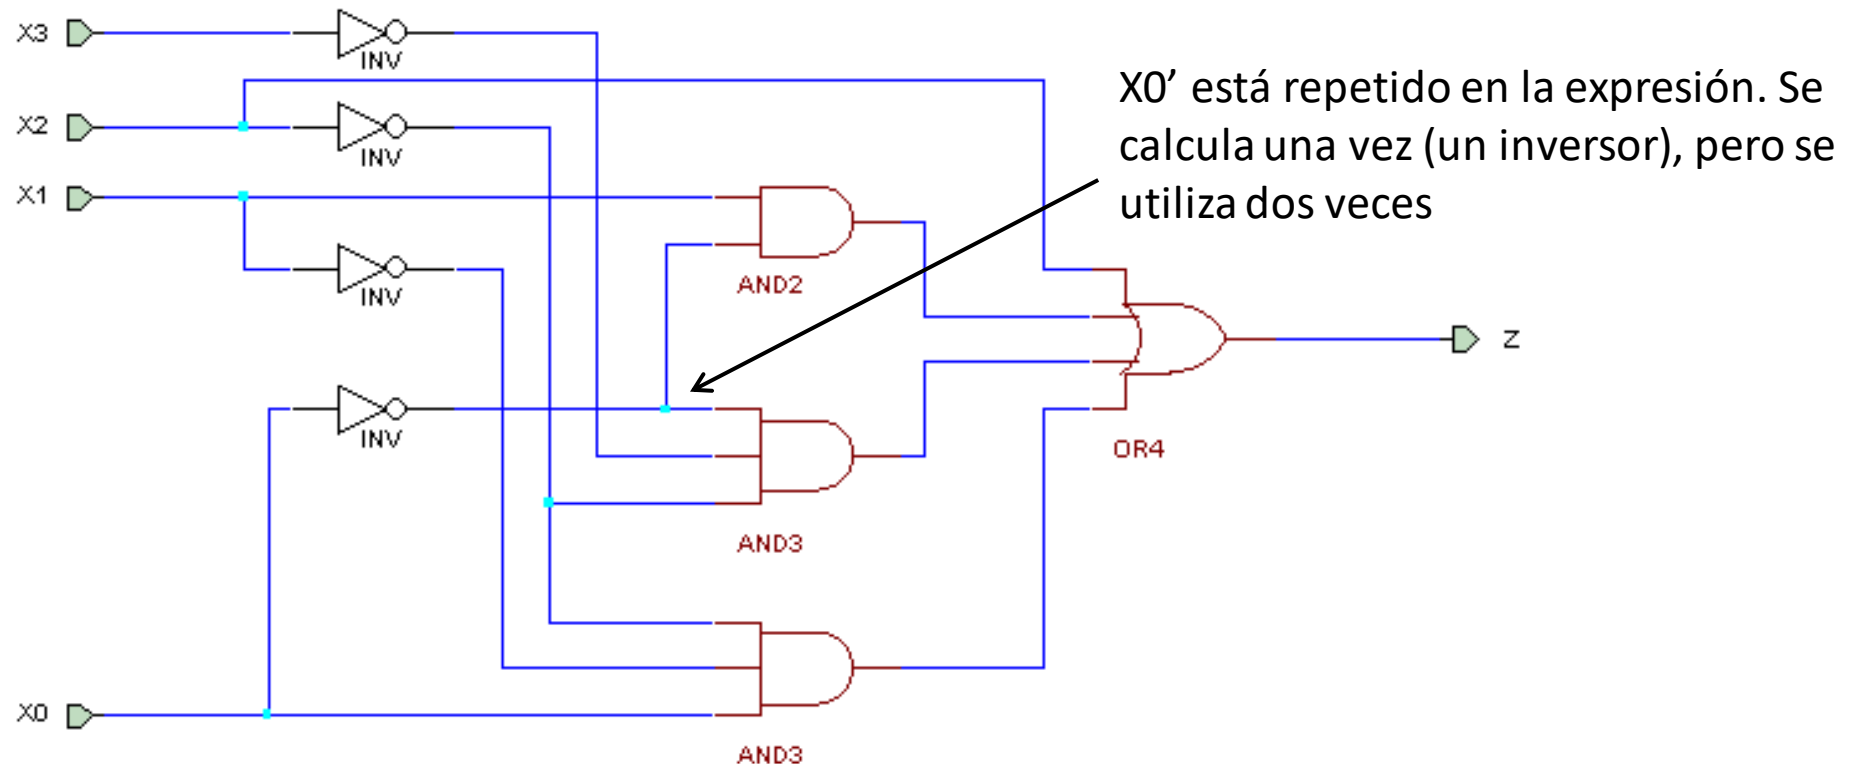 X3
INV
X0’ está repetido en la expresión. Se
calcula una vez (un inversor), pero se
utiliza dos veces
X2
INV
X1
INV
AND2
Z
INV
OR4
AND3
X0
AND3